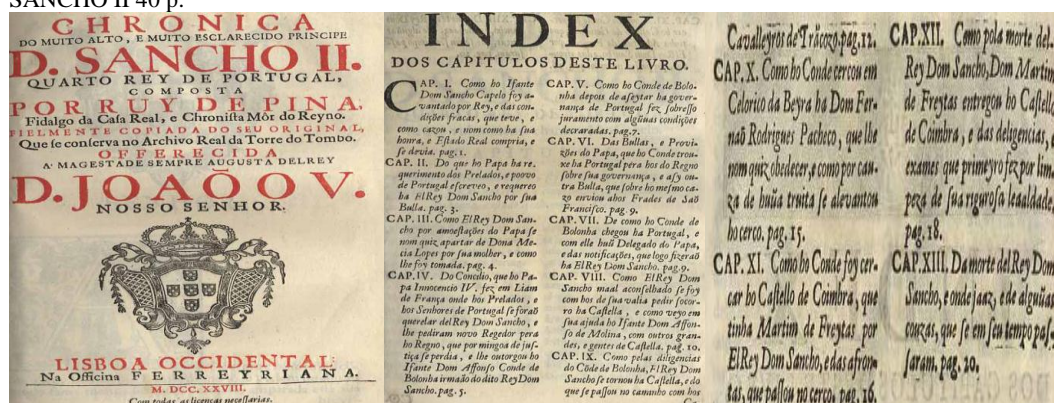 SANCHO II 40 p.
CHRONICA
DO MUITO ALTO, E MUITO ESCLARECIDO PRINCIPE
D. SANCHO II.
QUARTO REY DE PORTUGAL,
COMPOSTA
POR RUY DE PINA,
Fidalgo da Caſa Real, e Chroniſta Mòr do Reyno.
FIELMENTE COPIADA DO SEU ORIGINAL,
Que ſe conſerva no Archivo Real da Torre do Tombo.
OFFERECIDA
A' MAGESTADE SEMPRE AUGUSTA DELREY
D. JOAÕ O V.
NOSSO SENHOR.
LISBOA OCCIDENTAL
Na Officina FERREYRIANA.
M. DCC. XXVIII.
Com todas as licenças neceſſarias.
INDEX
DOS CAPITULOS DESTE LIVRO.
CAP. I. Como ho Ifante
Dom Sancho Capelo foy a-
vantado por Rey, e das con-
dições fracas, que teve, e
como cazou, e nom como ha ſua
honra, e Eſtado Real compria, e
ſe devia. pag. 1.
CAP. II. Do que ho Papa ha re-
querimento dos Prelados, e poovo
de Portugal eſcreveo, e requereo
ha ElRey Dom Sancho por ſua
Bulla. pag. 3.
CAP. III. Como ElRey Dom San-
cho por amoeſtações do Papa ſe
nom quiz apartar de Dona Me-
cia Lopes por ſua molher, e como
lhe foy tomada. pag. 4.
CAP. IV. Do Concilio, que ho Pa-
pa Innocencio IV. fez em Liam
de França onde hos Prelados, e
hos Senhores de Portugal ſe foraõ
querelar delRey Dom Sancho, e
lhe pediram novo Regedor pera
ho Regno, que por mingoa de juſ-
tiça ſe perdia, e lhe outorgou ho
Ifante Dom Affonſo Conde de
Bolonha irmaõ do dito Rey Dom
Sancho. pag. 5.
CAP. V. Como ho Conde de Bolo-
nha depois de aſeytar ha gover-
nança de Portugal fez ſobreſſo
juramento com algũas condições
decraradas. pag. 7.
CAP. VI. Das Bullas, e Provi-
zões do Papa, que ho Conde trou-
xe ha Portugal pera hos do Regno
ſobre ſua governança, e aſy ou-
tra Bulla, que ſobre ho meſmo ca-
zo enviou ahos Frades de Saõ
Franciſco. pag. 9.
CAP. VII. De como ho Conde de
Bolonha chegou ha Portugal, e
com elle huũ Delegado do Papa,
e das notificações, que logo fizeraõ
ha ElRey Dom Sancho. pag. 9.
CAP. VIII. Como ElRey Dom
Sancho maal aconſelhado ſe foy
com hos de ſua valia pedir ſocor-
ro ha Caſtella, e como veyo em
ſua ajuda ho Ifante Dom Affon-
ſo de Molina, com outros gran-
des, e gentes de Caſtella. pag. 10.
CAP. IX. Como pelas diligencias
do Cõde de Bolonha, ElRey Dom
Sancho ſe tornou ha Caſtella, e do
que ſe paſſou no caminho com hos
Cavalleyros de Trãcozo. pag. 12.
CAP. X. Como ho Conde cercou em
Celorico da Beyra ha Dom Fer-
naõ Rodrigues Pacheco, que lhe
nom quiz obedecer, e como por cau-
za de huũa truita ſe alevantou
ho cerco. pag. 15.
CAP. XI. Como ho Conde foy cer-
car ho Caſtello de Coimbra, que
tinha Martim de Freytas por
ElRey Dom Sancho, e das afron-
tas, que paſſou no cerco. pag. 16.
CAP. XII. Como pola morte del-
Rey Dom Sancho, Dom Martim
de Freitas entregou ho Caſtello
de Coimbra, e das deligencias, e
exames que primeyro fez por lim-
peza de ſua riguroſa lealdade.
pag. 18.
CAP. XIII. Da morte delRey Dom
Sancho, e onde jaaz, e de alguũas
couzas, que ſe em ſeu tempo paſ-
ſaram. pag. 20.